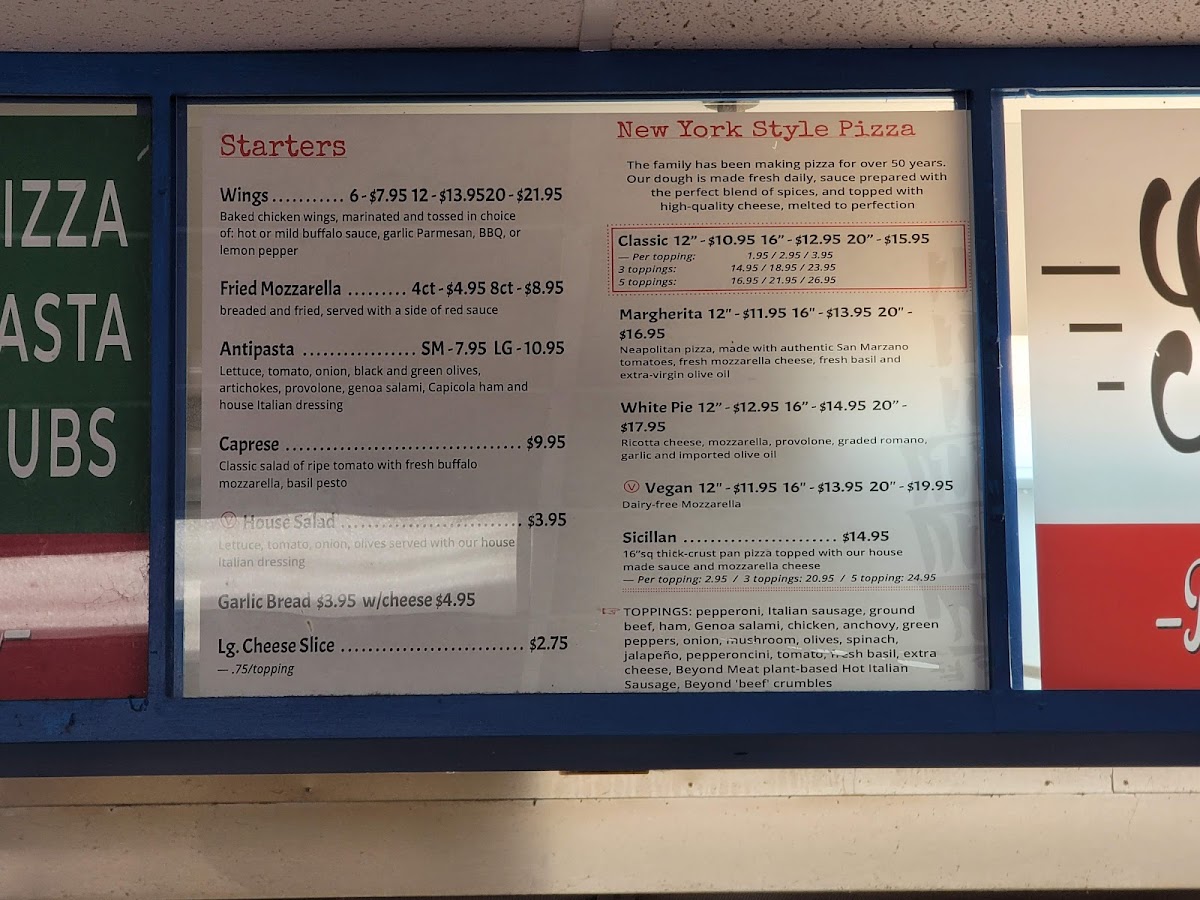 IZZA
ASTA
UBS
Starters
Wings ........... 6 - $7.95 12 - $13.9520 - $21.95
Baked chicken wings, marinated and tossed in choice
of: hot or mild buffalo sauce, garlic Parmesan, BBQ, or
lemon pepper
Fried Mozzarella ......... 4ct - $4.95 8ct - $8.95
breaded and fried, served with a side of red sauce
Antipasta ................. SM - 7.95 LG - 10.95
Lettuce, tomato, onion, black and green olives,
artichokes, provolone, genoa salami, Capicola ham and
house Italian dressing
Caprese ................................... $9.95
Classic salad of ripe tomato with fresh buffalo
mozzarella, basil pesto
V House Salad ........................... $3.95
Lettuce, tomato, onion, olives served with our house
Italian dressing
Garlic Bread $3.95 w/cheese $4.95
Lg. Cheese Slice ........................... $2.75
— .75/topping
New York Style Pizza
The family has been making pizza for over 50 years.
Our dough is made fresh daily, sauce prepared with
the perfect blend of spices, and topped with
high-quality cheese, melted to perfection
Classic 12" - $10.95 16" - $12.95 20" - $15.95
— Per topping: 1.95 / 2.95 / 3.95
3 toppings: 14.95 / 18.95 / 23.95
5 toppings: 16.95 / 21.95 / 26.95
Margherita 12" - $11.95 16" - $13.95 20" -
$16.95
Neapolitan pizza, made with authentic San Marzano
tomatoes, fresh mozzarella cheese, fresh basil and
extra-virgin olive oil
White Pie 12" - $12.95 16" - $14.95 20" -
$17.95
Ricotta cheese, mozzarella, provolone, graded romano,
garlic and imported olive oil
V Vegan 12" - $11.95 16" - $13.95 20" - $19.95
Dairy-free Mozzarella
Sicillan ....................... $14.95
16"sq thick-crust pan pizza topped with our house
made sauce and mozzarella cheese
— Per topping: 2.95 / 3 toppings: 20.95 / 5 topping: 24.95
TOPPINGS: pepperoni, Italian sausage, ground
beef, ham, Genoa salami, chicken, anchovy, green
peppers, onion, mushroom, olives, spinach,
jalapeño, pepperoncini, tomato, fresh basil, extra
cheese, Beyond Meat plant-based Hot Italian
Sausage, Beyond 'beef' crumbles